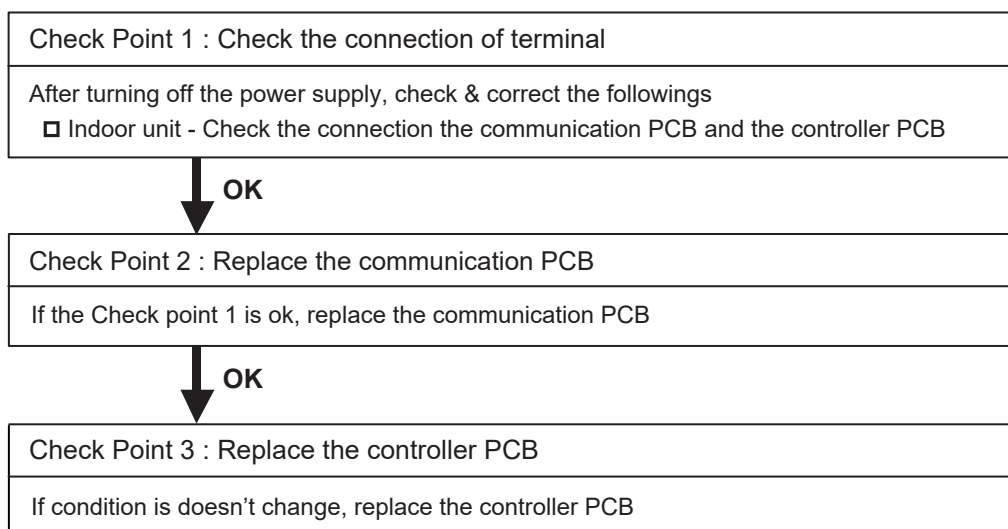 Check Point 1 : Check the connection of terminal
After turning off the power supply, check & correct the followings
Indoor unit - Check the connection the communication PCB and the controller PCB
OK
Check Point 2 : Replace the communication PCB
If the Check point 1 is ok, replace the communication PCB
OK
Check Point 3 : Replace the controller PCB
If condition is doesn't change, replace the controller PCB